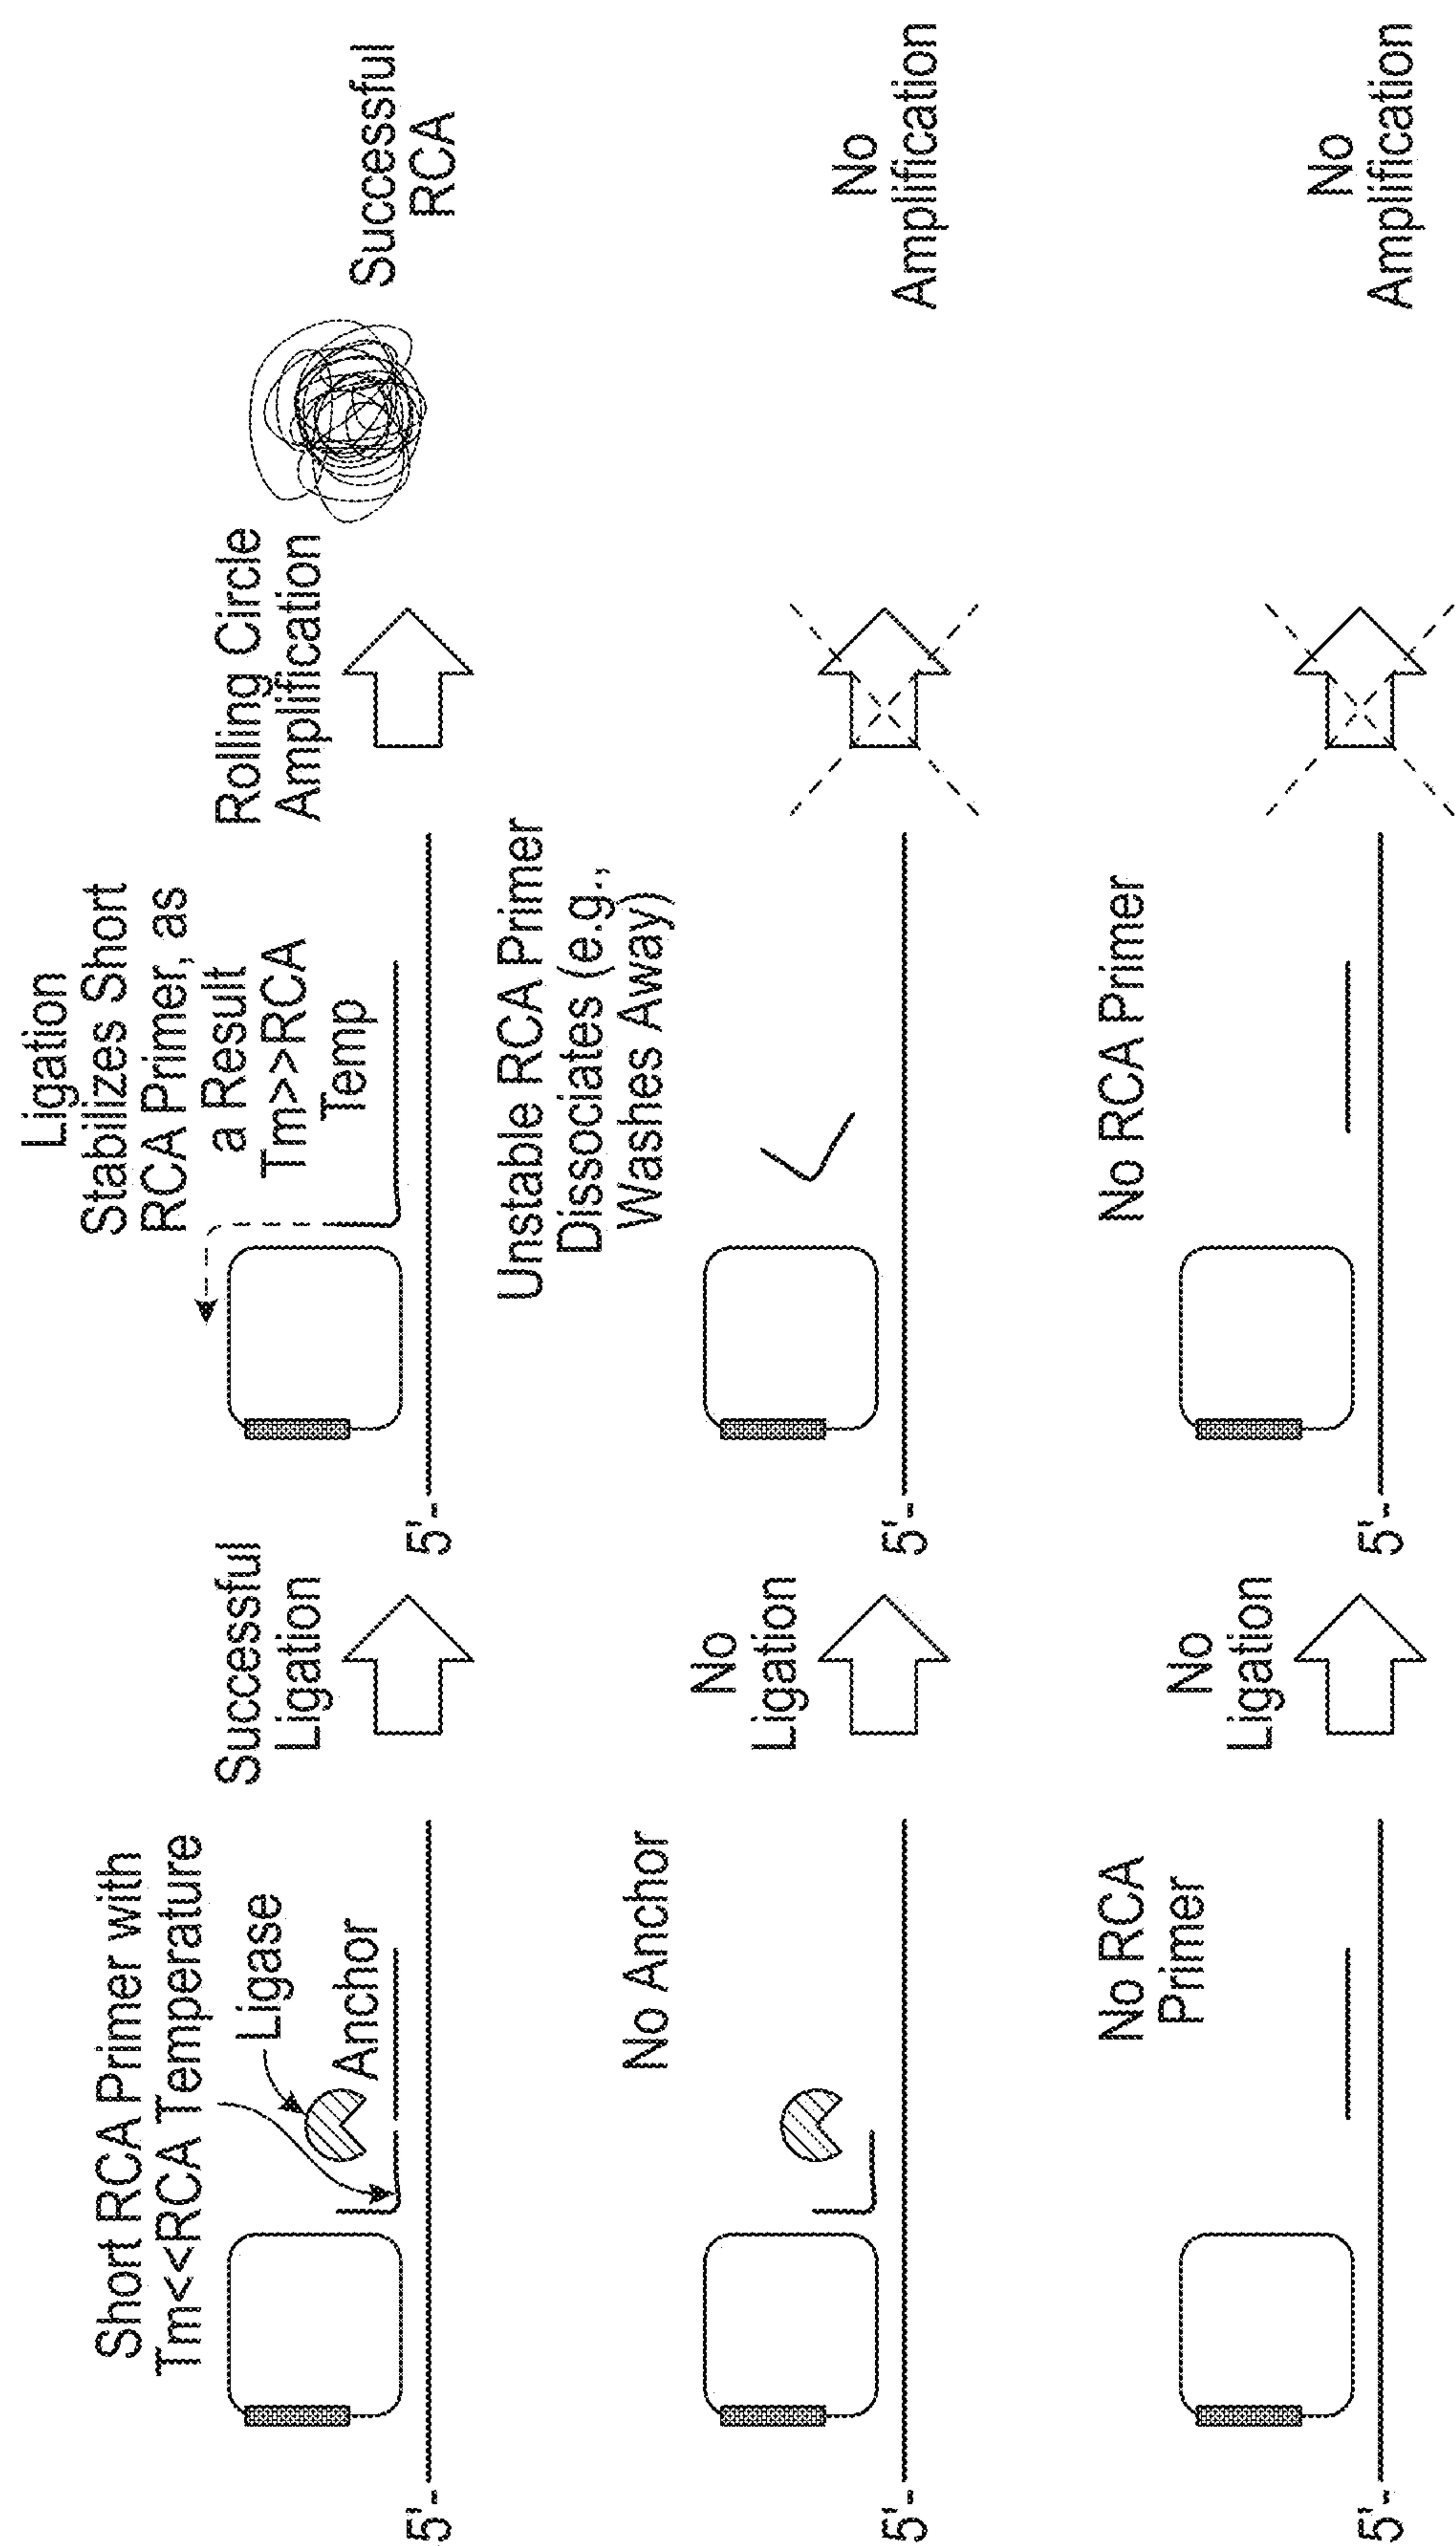 Short RCA Primer with
Tm<<RCA Temperature
Ligase
Anchor
5'-
Successful
Ligation
Ligation
Stabilizes Short
RCA Primer, as
a Result
Tm>>RCA
Temp
5'-
Rolling Circle
Amplification
Successful
RCA
No Anchor
5'-
No
Ligation
Unstable RCA Primer
Dissociates (e.g.,
Washes Away)
5'-
No
Amplification
No RCA
Primer
5'-
No
Ligation
No RCA Primer
5'-
No
Amplification